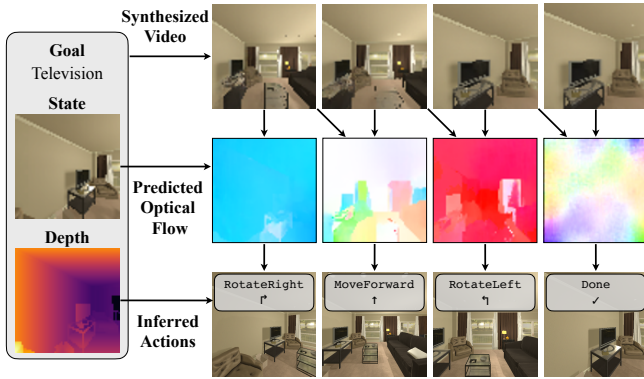 Goal
Television
State
Depth
Synthesized
Video
Predicted
Optical
Flow
Inferred
Actions
RotateRight
↱
MoveForward
↑
RotateLeft
↰
Done
✓